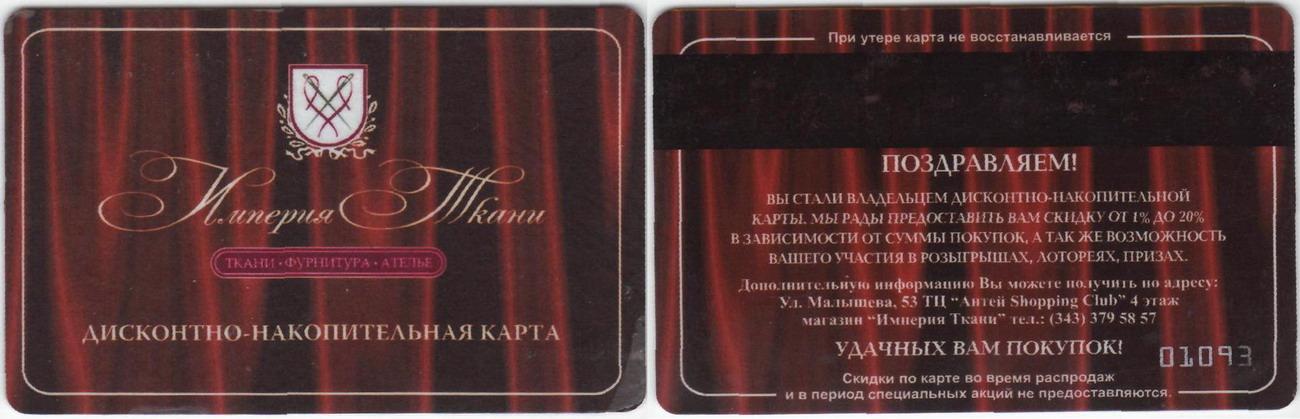 Империя Ткани
ТКАНИ • ФУРНИТУРА • АТЕЛЬЕ
ДИСКОНТНО-НАКОПИТЕЛЬНАЯ КАРТА
При утере карта не восстанавливается
ПОЗДРАВЛЯЕМ!
ВЫ СТАЛИ ВЛАДЕЛЬЦЕМ ДИСКОНТНО-НАКОПИТЕЛЬНОЙ
КАРТЫ. МЫ РАДЫ ПРЕДОСТАВИТЬ ВАМ СКИДКУ ОТ 1% ДО 20%
В ЗАВИСИМОСТИ ОТ СУММЫ ПОКУПОК, А ТАК ЖЕ ВОЗМОЖНОСТЬ
ВАШЕГО УЧАСТИЯ В РОЗЫГРЫШАХ, ЛОТОРЕЯХ, ПРИЗАХ.
Дополнительную информацию Вы можете получить по адресу:
Ул. Малышева, 53 ТЦ "Антей Shopping Club" 4 этаж
магазин "Империя Ткани" тел.: (343) 379 58 57
УДАЧНЫХ ВАМ ПОКУПОК!
01093
Скидки по карте во время распродаж
и в период специальных акций не предоставляются.